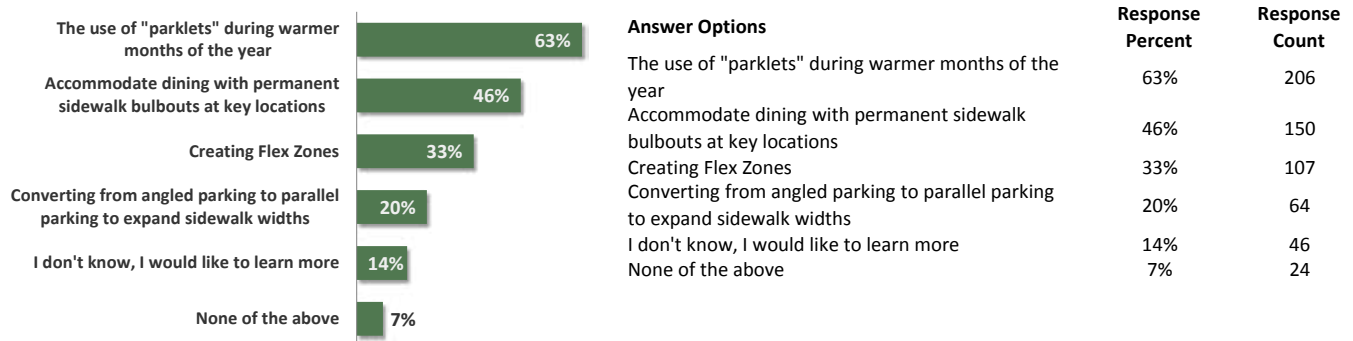 The use of "parklets" during warmer
months of the year
63%
Accommodate dining with permanent
sidewalk bulbouts at key locations
46%
Creating Flex Zones
33%
Converting from angled parking to parallel
parking to expand sidewalk widths
20%
I don't know, I would like to learn more
14%
None of the above
7%
Answer Options
Response
Percent
Response
Count
The use of "parklets" during warmer months of the
year
63%
206
Accommodate dining with permanent sidewalk
bulbouts at key locations
46%
150
Creating Flex Zones
33%
107
Converting from angled parking to parallel parking
to expand sidewalk widths
20%
64
I don't know, I would like to learn more
14%
46
None of the above
7%
24